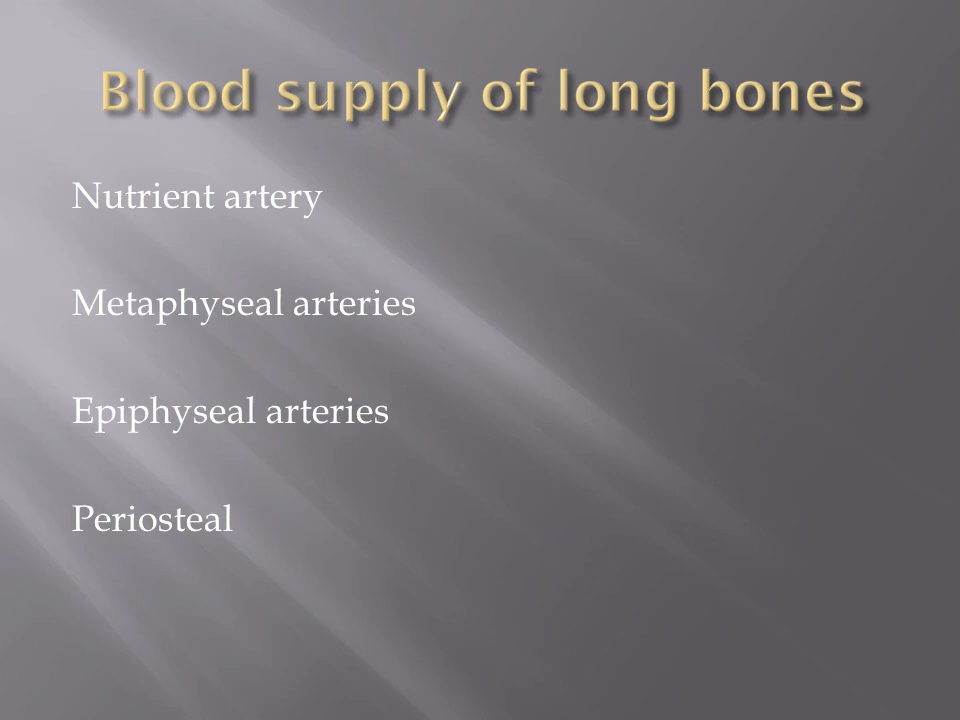 Blood supply of long bones
Nutrient artery
Metaphyseal arteries
Epiphyseal arteries
Periosteal